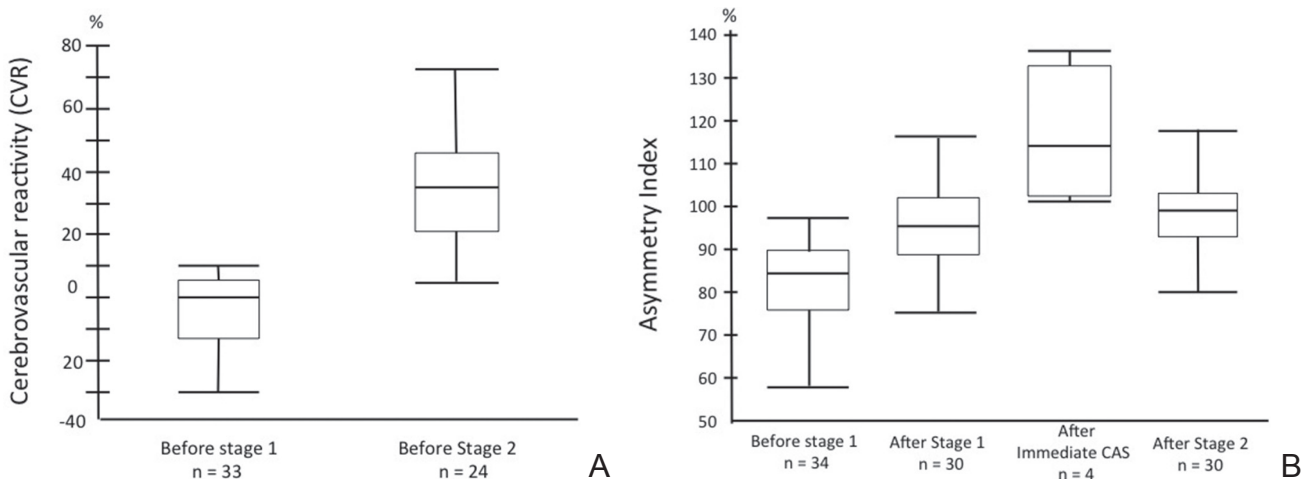 %
Cerebrovascular reactivity (CVR)
80
60
40
20
0
20
-40
Before stage 1
n = 33
Before Stage 2
n = 24
A
%
Asymmetry Index
140
130
120
110
100
90
80
70
60
50
Before stage 1
n = 34
After Stage 1
n = 30
After
Immediate CAS
n = 4
After Stage 2
n = 30
B